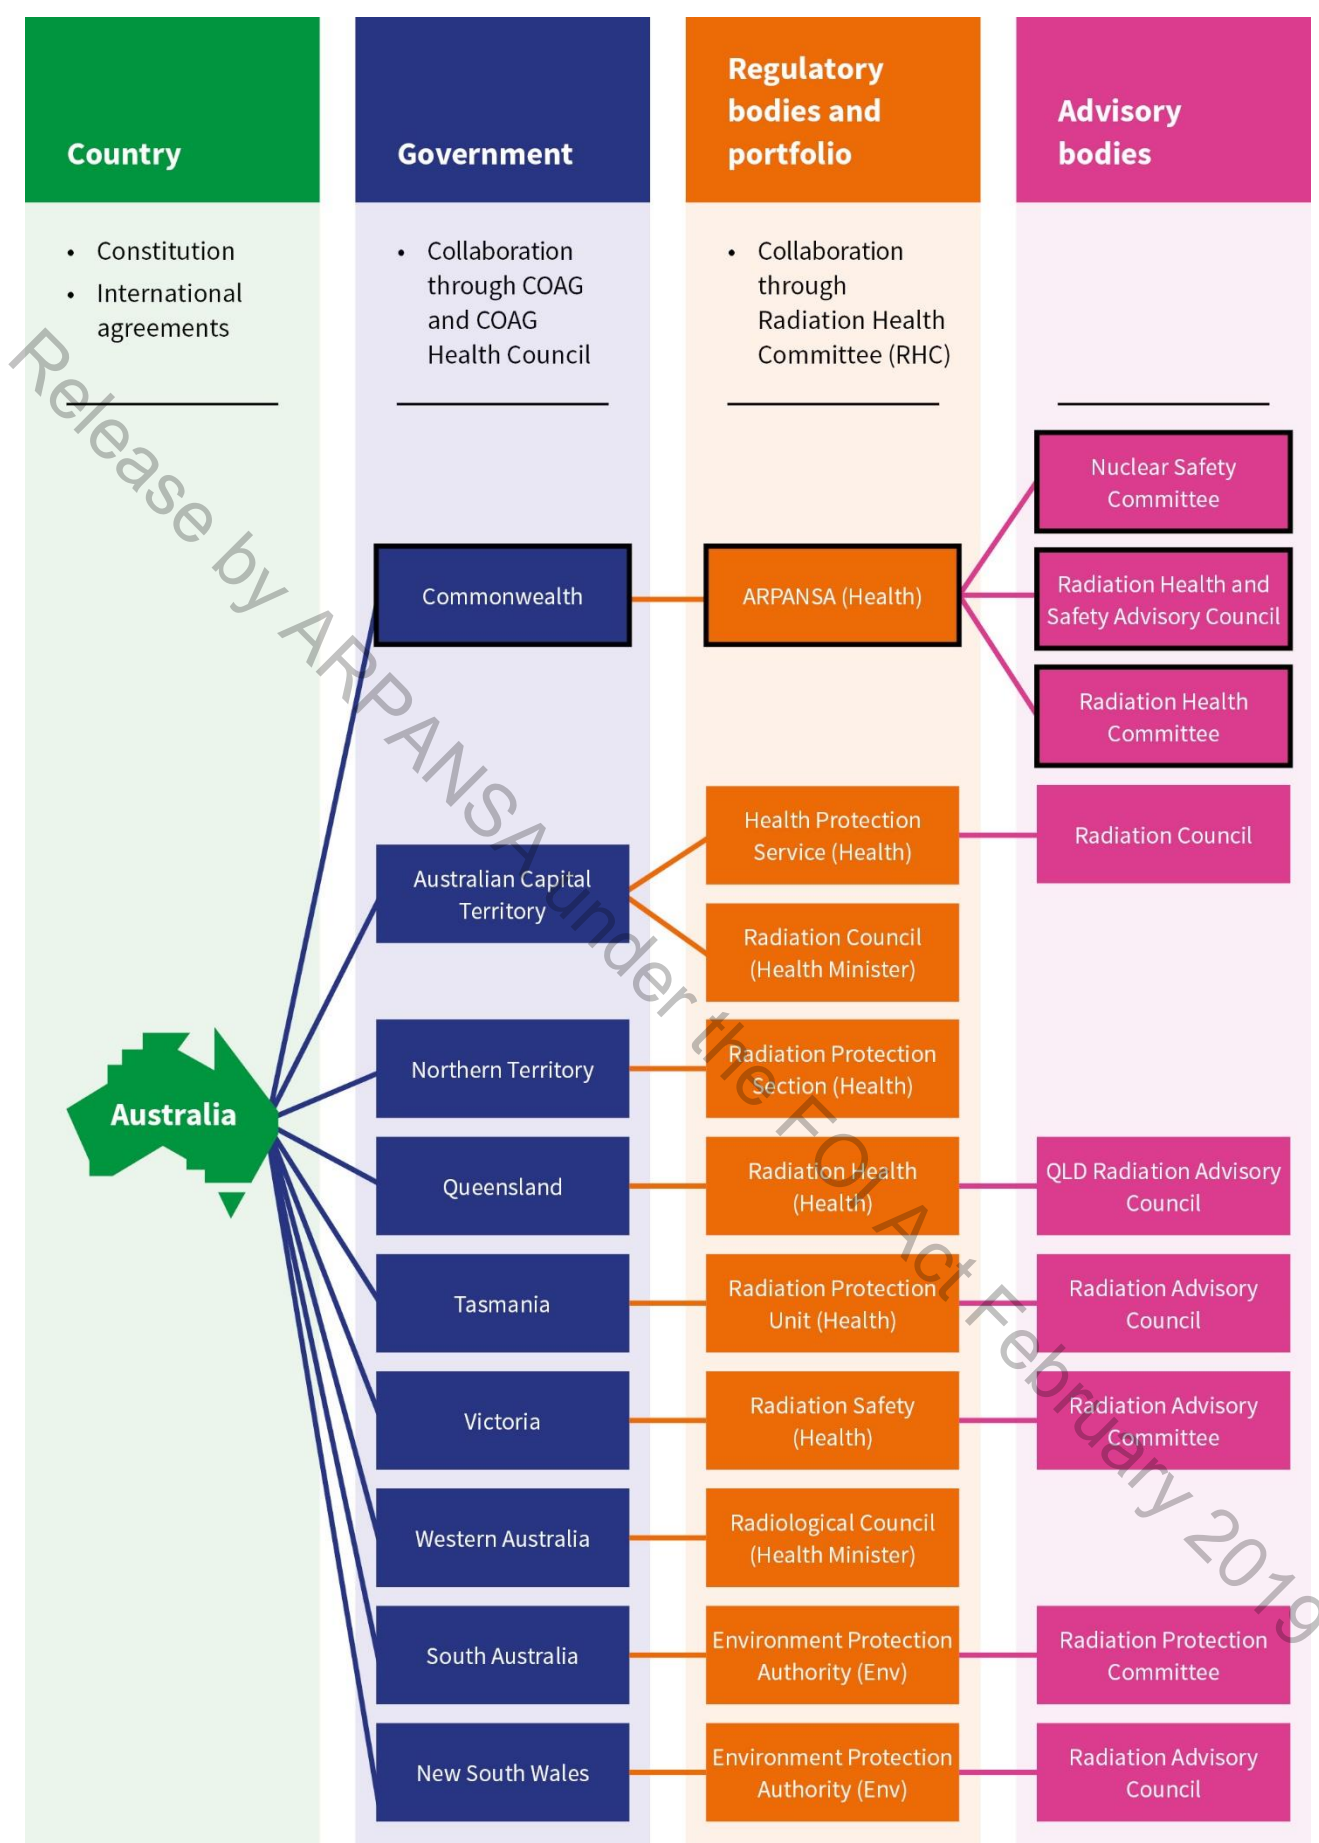 Country
Government
Regulatory
bodies and
portfolio
Advisory
bodies
• Constitution
• International
agreements
• Collaboration
through COAG
and COAG
Health Council
• Collaboration
through
Radiation Health
Committee (RHC)
Nuclear Safety
Committee
Commonwealth
ARPANSA (Health)
Radiation Health and
Safety Advisory Council
Radiation Health
Committee
Australian Capital
Territory
Health Protection
Service (Health)
Radiation Council
Radiation Council
(Health Minister)
Australia
Northern Territory
Radiation Protection
Section (Health)
Queensland
Radiation Health
(Health)
QLD Radiation Advisory
Council
Tasmania
Radiation Protection
Unit (Health)
Radiation Advisory
Council
Victoria
Radiation Safety
(Health)
Radiation Advisory
Committee
Western Australia
Radiological Council
(Health Minister)
South Australia
Environment Protection
Authority (Env)
Radiation Protection
Committee
New South Wales
Environment Protection
Authority (Env)
Radiation Advisory
Council
Release by ARPANSA under the FOI Act February 2019